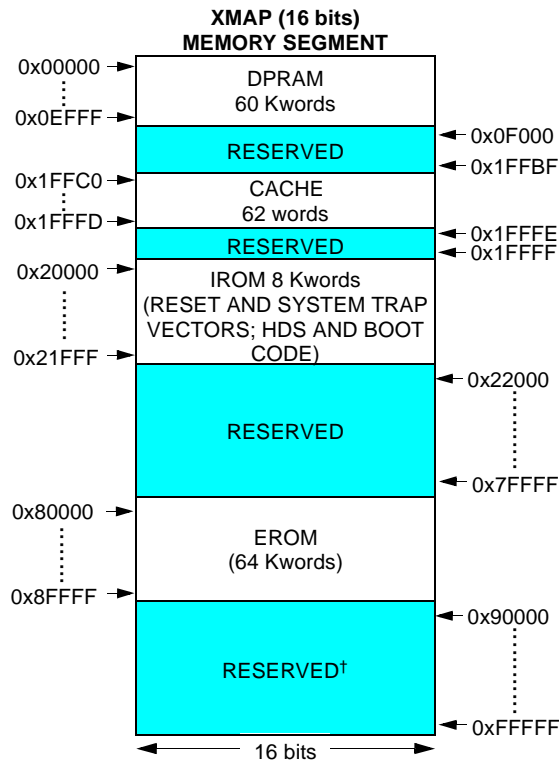 XMAP (16 bits)
MEMORY SEGMENT
0x00000
DPRAM
60 Kwords
0x0EFFF
0x0F000
RESERVED
0x1FFBF
0x1FFC0
CACHE
62 words
0x1FFFD
0x1FFFE
RESERVED
0x1FFFF
0x20000
IROM 8 Kwords
(RESET AND SYSTEM TRAP
VECTORS; HDS AND BOOT
CODE)
0x21FFF
0x22000
RESERVED
0x7FFFF
0x80000
EROM
(64 Kwords)
0x8FFFF
0x90000
RESERVED†
0xFFFFF
16 bits